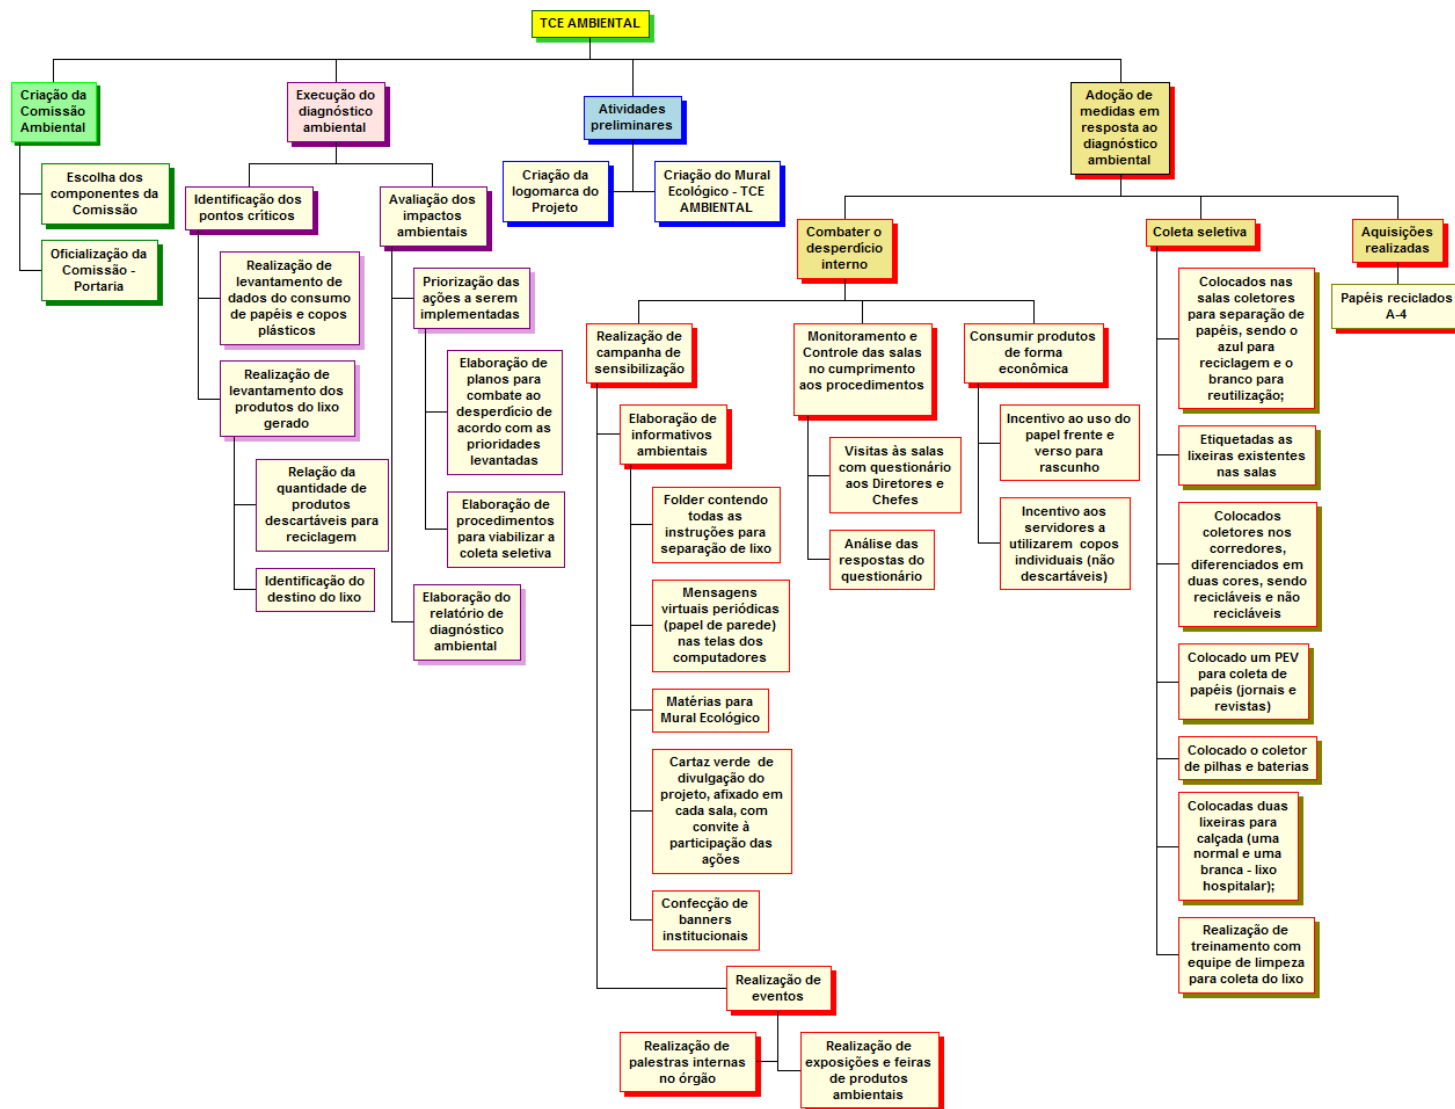 TCE AMBIENTAL
Criação da
Comissão
Ambiental
Escolha dos
componentes da
Comissão
Oficialização da
Comissão -
Portaria
Execução do
diagnóstico
ambiental
Identificação dos
pontos críticos
Realização de
levantamento de
dados do consumo
de papéis e copos
plásticos
Realização de
levantamento dos
produtos do lixo
gerado
Relação da
quantidade de
produtos
descartáveis para
reciclagem
Identificação do
destino do lixo
Avaliação dos
impactos
ambientais
Priorização das
ações a serem
implementadas
Elaboração de
planos para
combate ao
desperdício de
acordo com as
prioridades
levantadas
Elaboração de
procedimentos
para viabilizar a
coleta seletiva
Elaboração do
relatório de
diagnóstico
ambiental
Atividades
preliminares
Criação da
logomarca do
Projeto
Criação do Mural
Ecológico - TCE
AMBIENTAL
Adoção de
medidas em
resposta ao
diagnóstico
ambiental
Combater o
desperdício
interno
Realização de
campanha de
sensibilização
Elaboração de
informativos
ambientais
Folder contendo
todas as
instruções para
separação de lixo
Mensagens
virtuais periódicas
(papel de parede)
nas telas dos
computadores
Matérias para
Mural Ecológico
Cartaz verde de
divulgação do
projeto, afixado em
cada sala, com
convite à
participação das
ações
Confecção de
banners
institucionais
Realização de
eventos
Realização de
palestras internas
no órgão
Realização de
exposições e feiras
de produtos
ambientais
Monitoramento e
Controle das salas
no cumprimento
aos procedimentos
Visitas às salas
com questionário
aos Diretores e
Chefes
Análise das
respostas do
questionário
Consumir produtos
de forma
econômica
Incentivo ao uso do
papel frente e
verso para
rascunho
Incentivo aos
servidores a
utilizarem copos
individuais (não
descartáveis)
Coleta seletiva
Colocados nas
salas coletores
para separação de
papéis, sendo o
azul para
reciclagem e o
branco para
reutilização;
Etiquetadas as
lixeiras existentes
nas salas
Colocados
coletores nos
corredores,
diferenciados em
duas cores, sendo
recicláveis e não
recicláveis
Colocado um PEV
para coleta de
papéis (jornais e
revistas)
Colocado o coletor
de pilhas e baterias
Colocadas duas
lixeiras para
calçada (uma
normal e uma
branca - lixo
hospitalar);
Realização de
treinamento com
equipe de limpeza
para coleta do lixo
Aquisições
realizadas
Papéis reciclados
A-4